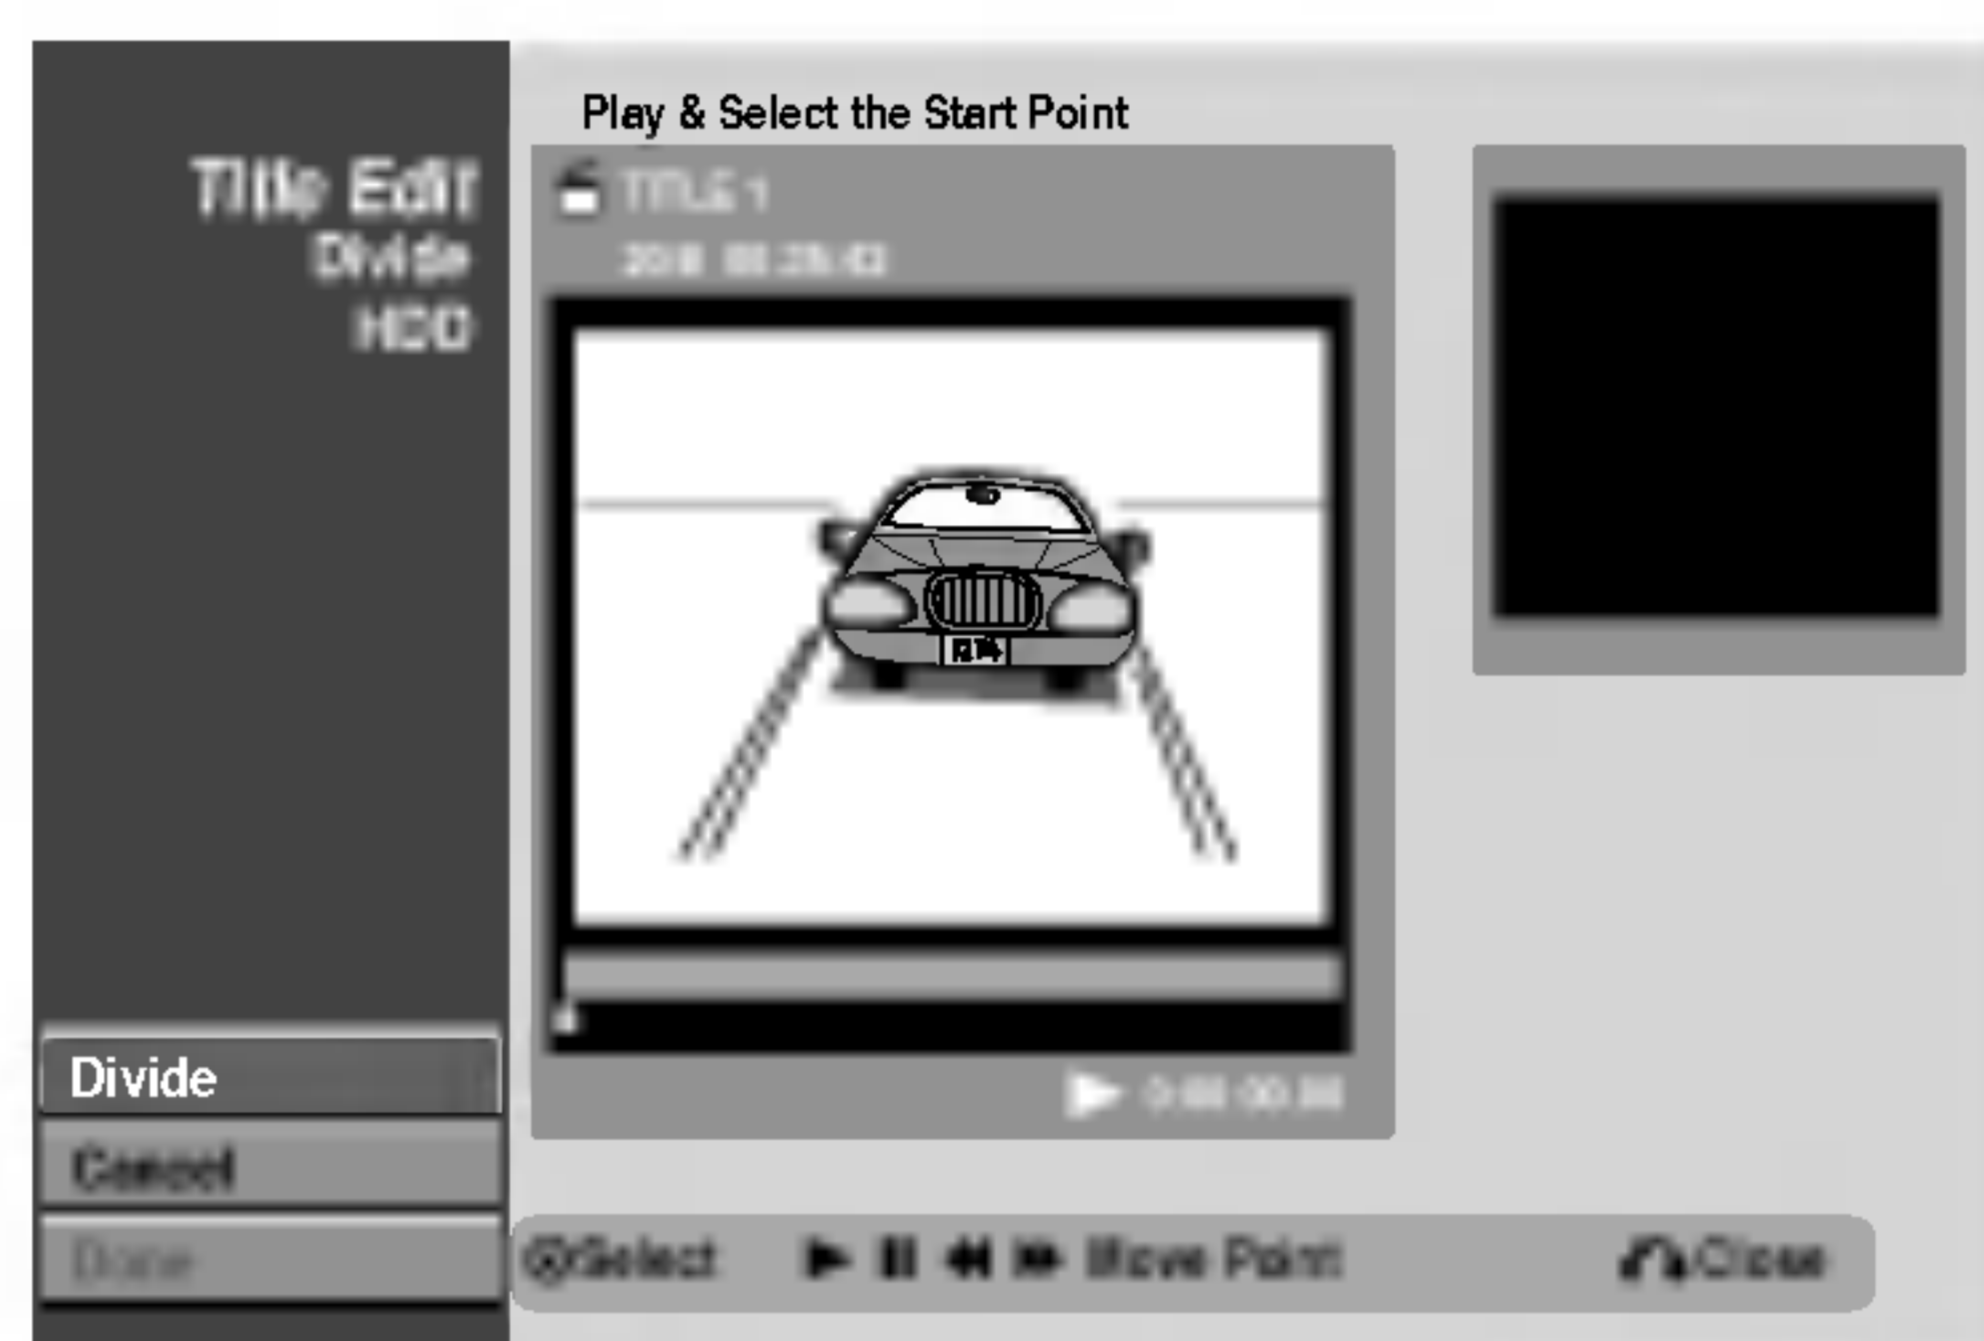 Play & Select the Start Point
Title Edit
Divide
HDD
TITLE 1
Divide
Cancel
Done
Select
Move Point
Close